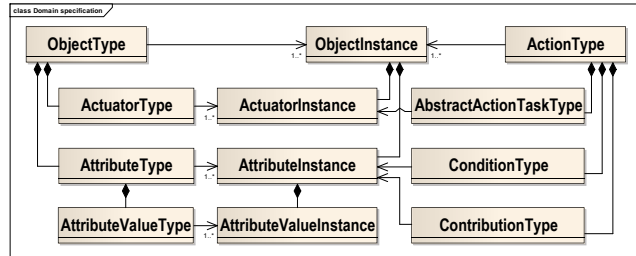 class Domain specification
ObjectType
ObjectInstance
ActionType
1..*
1..*
ActuatorType
ActuatorInstance
AbstractActionTaskType
1..*
AttributeType
AttributeInstance
ConditionType
1..*
AttributeValueType
AttributeValueInstance
ContributionType
1..*